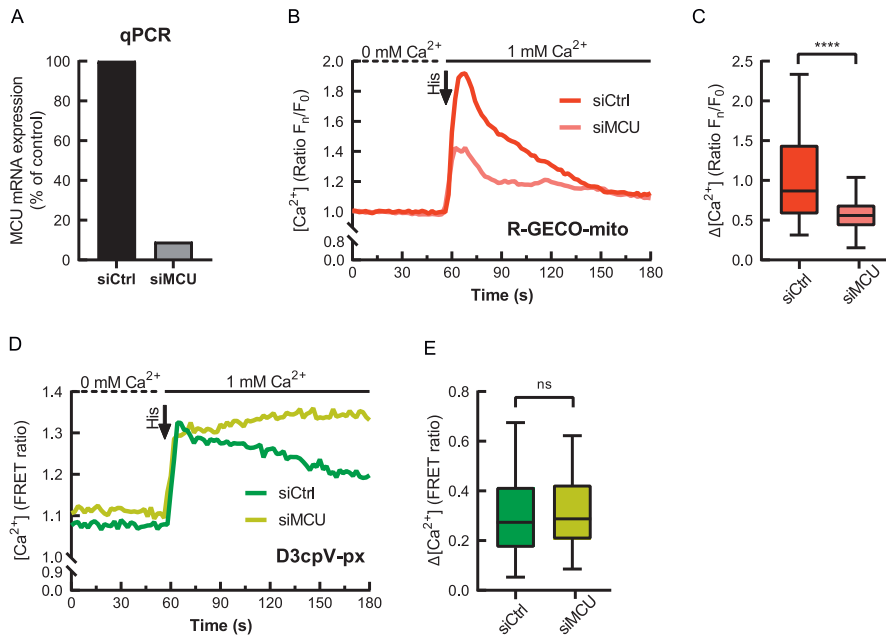 A
qPCR
MCU mRNA expression
(% of control)
100
80
60
40
20
0
siCtrl
siMCU
B
0 mM Ca²⁺
1 mM Ca²⁺
His
[Ca²⁺] (Ratio Fₙ/F₀)
2.0
1.8
1.6
1.4
1.2
1.0
0.8
0.0
siCtrl
siMCU
R-GECO-mito
0
30
60
90
120
150
180
Time (s)
C
****
Δ[Ca²⁺] (Ratio Fₙ/F₀)
2.5
2.0
1.5
1.0
0.5
0.0
siCtrl
siMCU
D
0 mM Ca²⁺
1 mM Ca²⁺
His
[Ca²⁺] (FRET ratio)
1.4
1.3
1.2
1.1
1.0
0.9
0.0
siCtrl
siMCU
D3cpV-px
0
30
60
90
120
150
180
Time (s)
E
ns
Δ[Ca²⁺] (FRET ratio)
0.8
0.6
0.4
0.2
0.0
siCtrl
siMCU